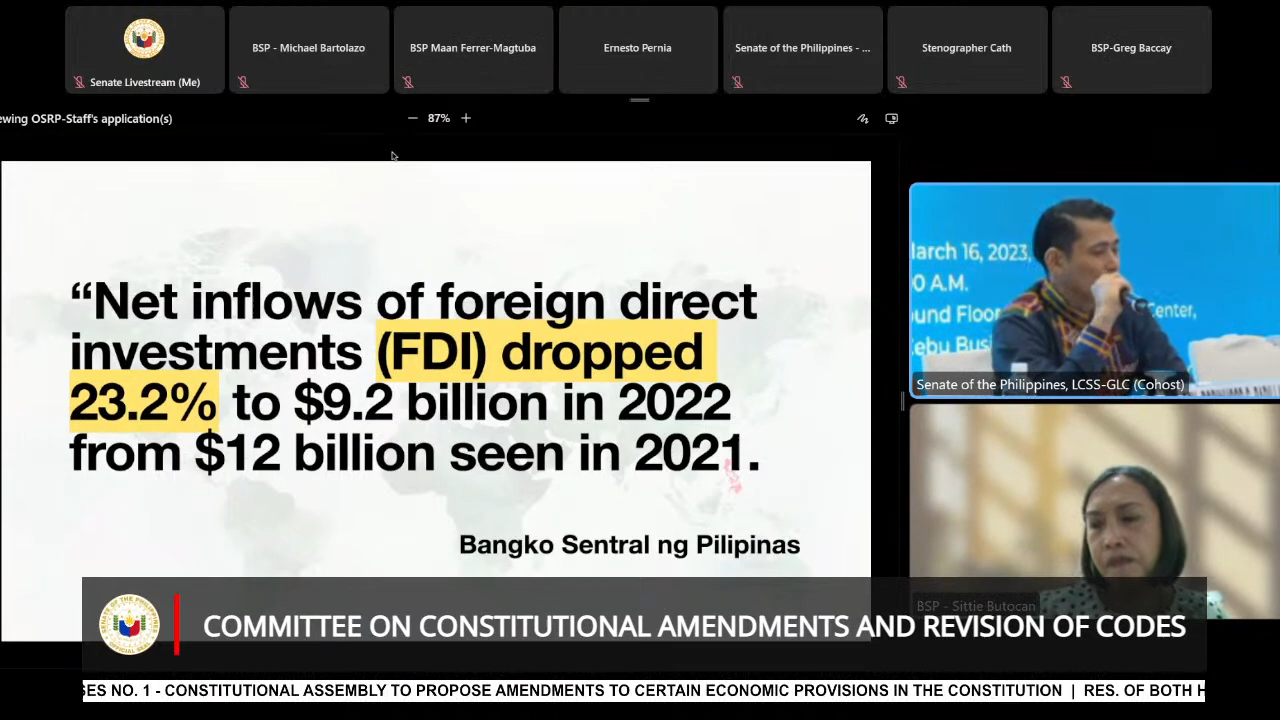 Senate Livestream (Me)
BSP - Michael Bartolazo
BSP Maan Ferrer-Magtuba
Ernesto Pernia
Senate of the Philippines - ...
Stenographer Cath
BSP-Greg Baccay
ewing OSRP-Staff's application(s)
87%
“Net inflows of foreign direct
investments (FDI) dropped
23.2% to $9.2 billion in 2022
from $12 billion seen in 2021.
Bangko Sentral ng Pilipinas
larch 16, 2023,
0 A.M.
ound Floor
Center,
Cebu Busi
Senate of the Philippines, LCSS-GLC (Cohost)
BSP - Sittie Butocan
COMMITTEE ON CONSTITUTIONAL AMENDMENTS AND REVISION OF CODES
SES NO. 1 - CONSTITUTIONAL ASSEMBLY TO PROPOSE AMENDMENTS TO CERTAIN ECONOMIC PROVISIONS IN THE CONSTITUTION | RES. OF BOTH H